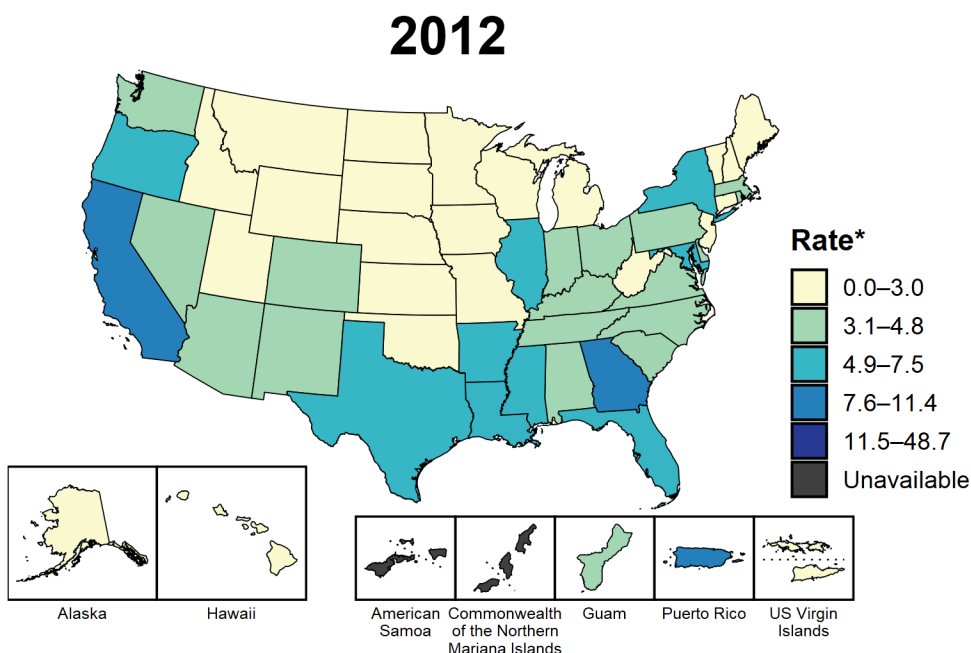 2012
Rate*
0.0–3.0
3.1–4.8
4.9–7.5
7.6–11.4
11.5–48.7
Unavailable
Alaska
Hawaii
American
Samoa
Commonwealth
of the Northern
Mariana Islands
Guam
Puerto Rico
US Virgin
Islands